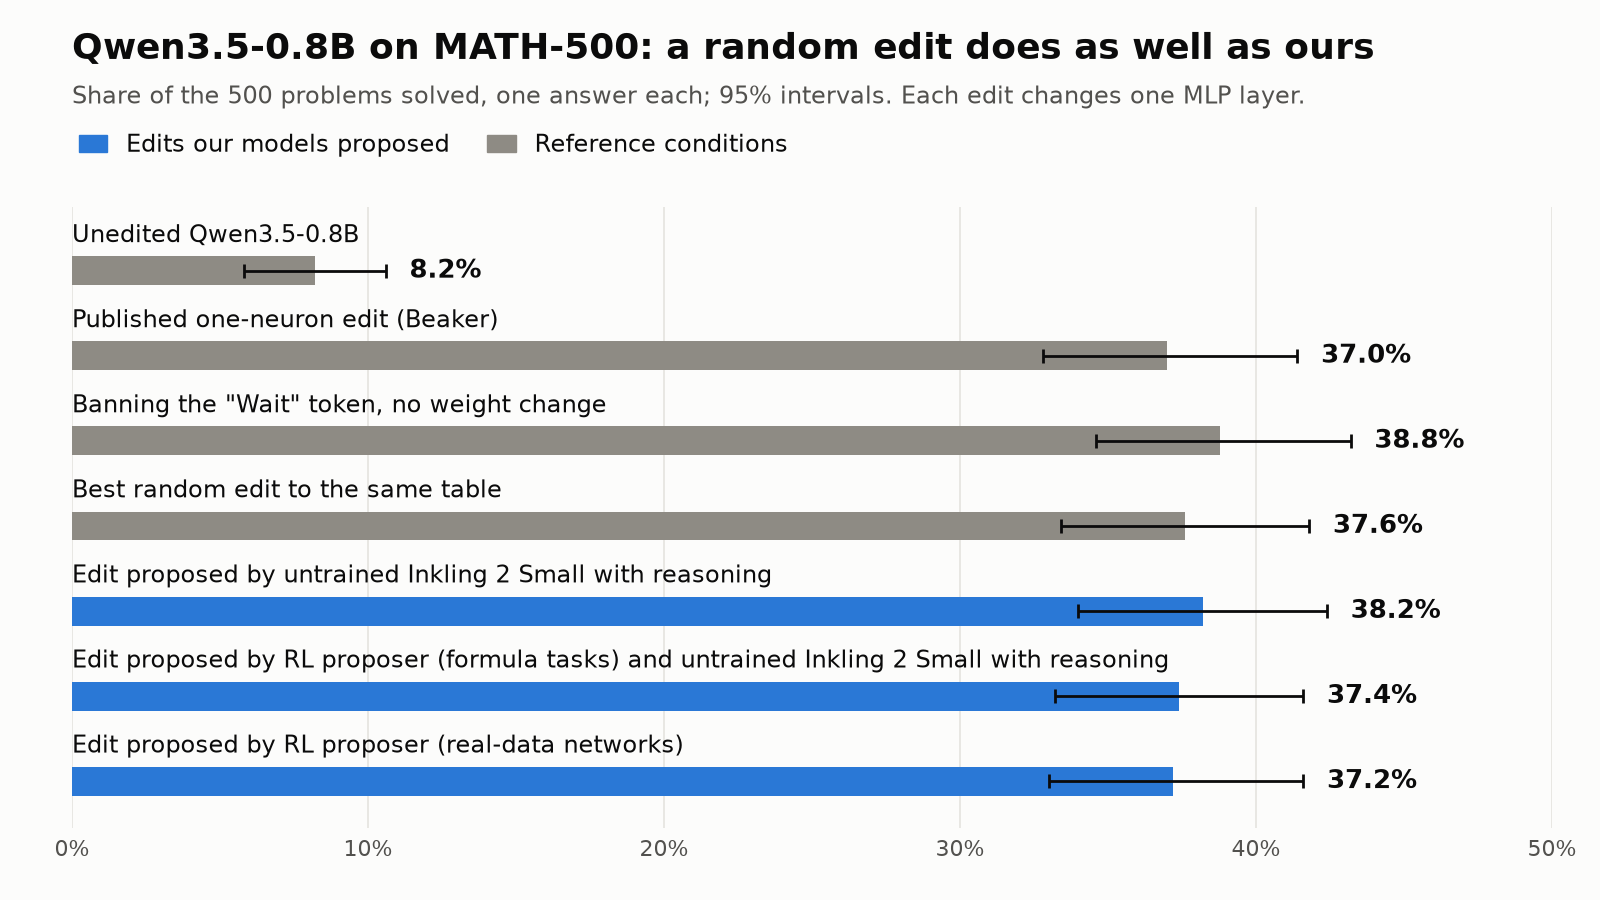 Qwen3.5-0.8B on MATH-500: a random edit does as well as ours
Share of the 500 problems solved, one answer each; 95% intervals. Each edit changes one MLP layer.
Edits our models proposed
Reference conditions
Unedited Qwen3.5-0.8B
8.2%
Published one-neuron edit (Beaker)
37.0%
Banning the "Wait" token, no weight change
38.8%
Best random edit to the same table
37.6%
Edit proposed by untrained Inkling 2 Small with reasoning
38.2%
Edit proposed by RL proposer (formula tasks) and untrained Inkling 2 Small with reasoning
37.4%
Edit proposed by RL proposer (real-data networks)
37.2%
0% 10% 20% 30% 40% 50%